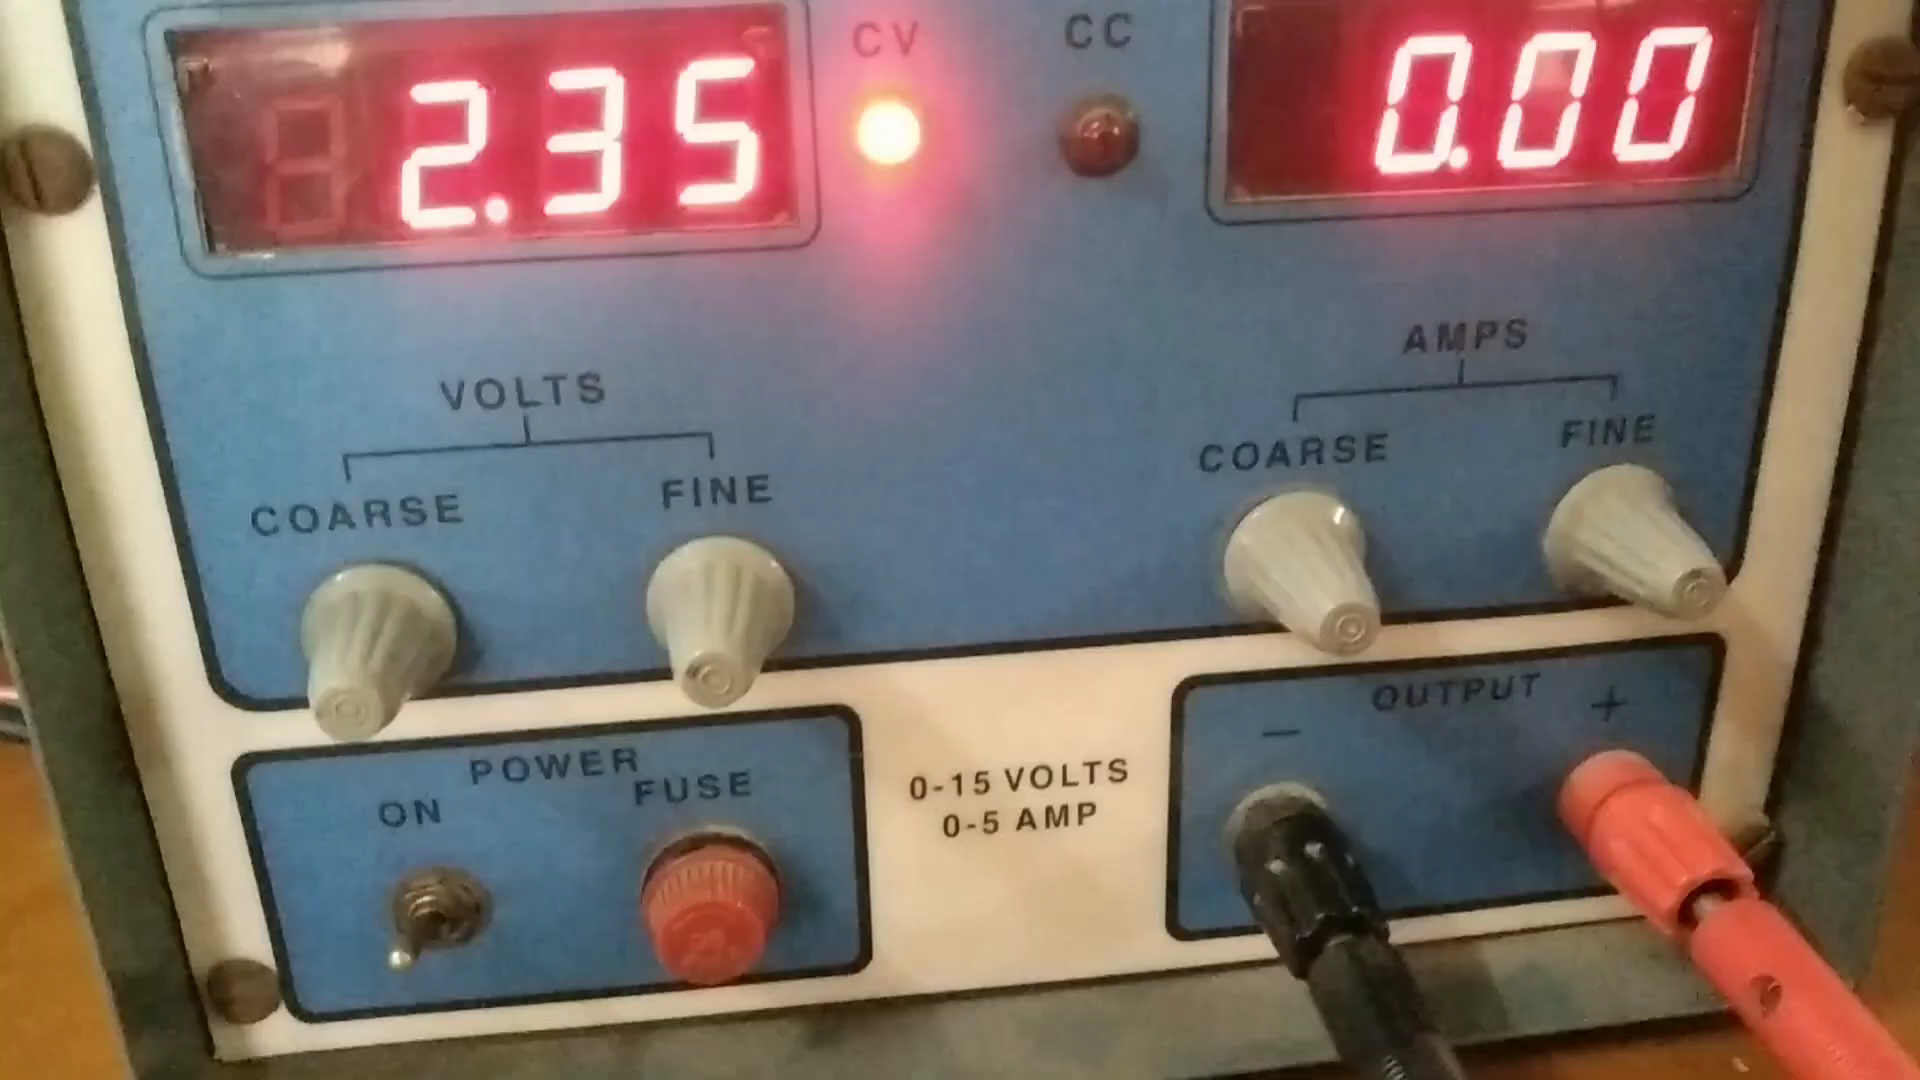 2.35
CV
CC
0.00
VOLTS
COARSE
FINE
AMPS
COARSE
FINE
POWER
ON
FUSE
0-15 VOLTS
0-5 AMP
OUTPUT
- +